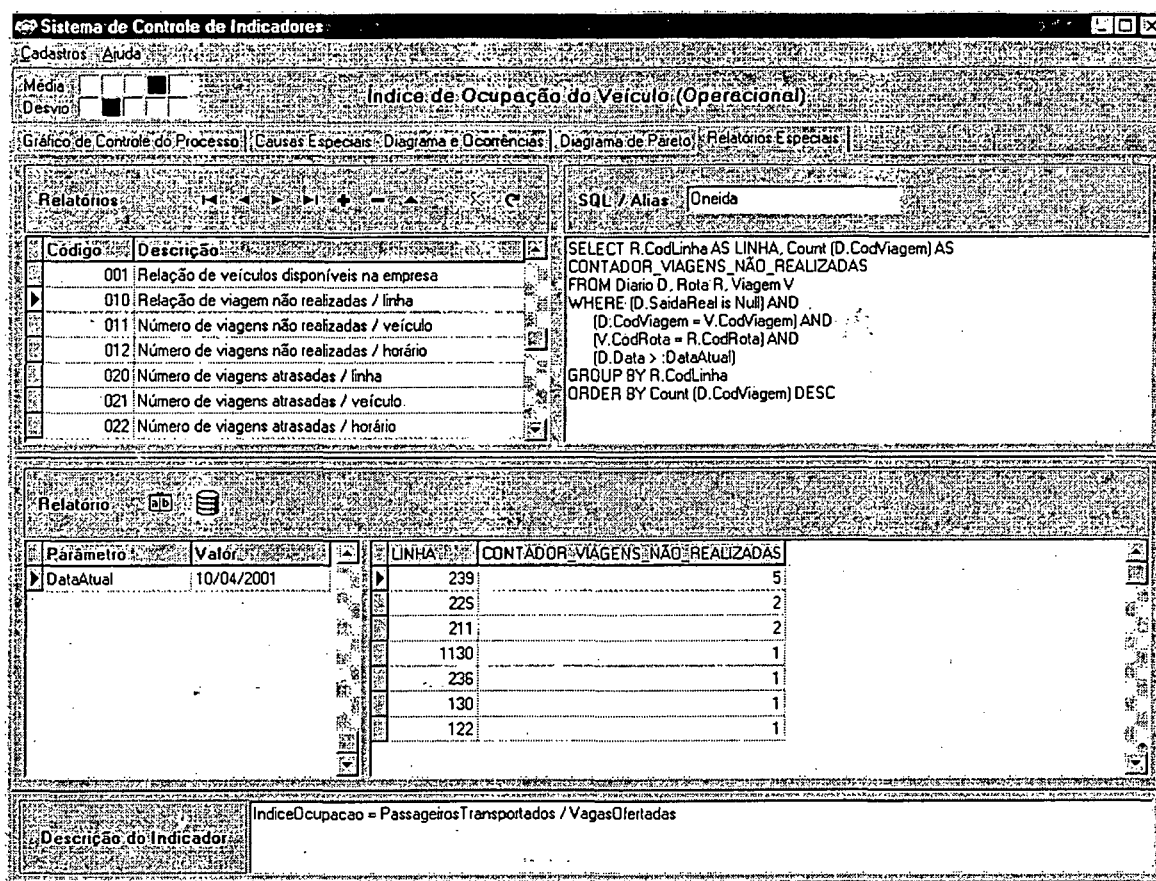 Sistema de Controle de Indicadores
Cadastros Ajuda
Média
Desvio
Indice de Ocupação do Veículo (Operacional)
Gráfico de Controle do Processo Causas Especiais Diagrama e Ocorrências Diagrama de Pareto Relatórios Especiais
Relatórios
SQL / Alias Oneida
Código Descrição
001 Relação de veículos disponíveis na empresa
010 Relação de viagem não realizadas / linha
011 Número de viagens não realizadas / veículo
012 Número de viagens não realizadas / horário
020 Número de viagens atrasadas / linha
021 Número de viagens atrasadas / veículo
022 Número de viagens atrasadas / horário
SELECT R.CodLinha AS LINHA, Count (D.CodViagem) AS
CONTADOR_VIAGENS_NÃO_REALIZADAS
FROM Diario D, Rota R, Viagem V
WHERE (D.SaidaReal is Null) AND
(D.CodViagem = V.CodViagem) AND
(V.CodRota = R.CodRota) AND
(D.Data > :DataAtual)
GROUP BY R.CodLinha
ORDER BY Count (D.CodViagem) DESC
Relatório ab
Parâmetro Valor
DataAtual 10/04/2001
LINHA CONTADOR_VIAGENS_NÃO_REALIZADAS
239 5
225 2
211 2
1130 1
236 1
130 1
122 1
Descrição do Indicador
IndiceOcupacao = PassageirosTransportados / VagasOfertadas